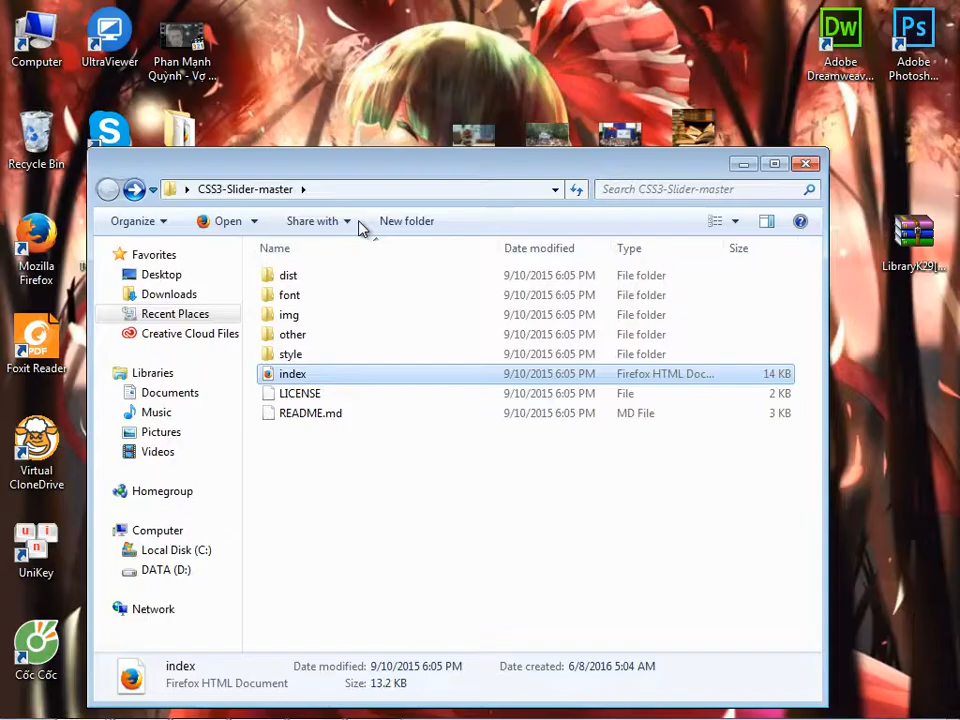 Computer
UltraViewer
Phan Mạnh
Quỳnh - Vợ ...
Dw
Adobe
Dreamweav...
Ps
Adobe
Photosh...
Recycle Bin
S
CSS3-Slider-master
Search CSS3-Slider-master
Organize
Open
Share with
New folder
Name
Date modified
Type
Size
Favorites
Desktop
Downloads
Recent Places
Creative Cloud Files
Libraries
Documents
Music
Pictures
Videos
Homegroup
Computer
Local Disk (C:)
DATA (D:)
Network
dist 9/10/2015 6:05 PM File folder
font 9/10/2015 6:05 PM File folder
img 9/10/2015 6:05 PM File folder
other 9/10/2015 6:05 PM File folder
style 9/10/2015 6:05 PM File folder
index 9/10/2015 6:05 PM Firefox HTML Doc... 14 KB
LICENSE 9/10/2015 6:05 PM File 2 KB
README.md 9/10/2015 6:05 PM MD File 3 KB
index Date modified: 9/10/2015 6:05 PM Date created: 6/8/2016 5:04 AM
Firefox HTML Document Size: 13.2 KB
Mozilla
Firefox
PDF
Foxit Reader
Virtual
CloneDrive
u i
n
UniKey
Cốc Cốc
LibraryK29[...